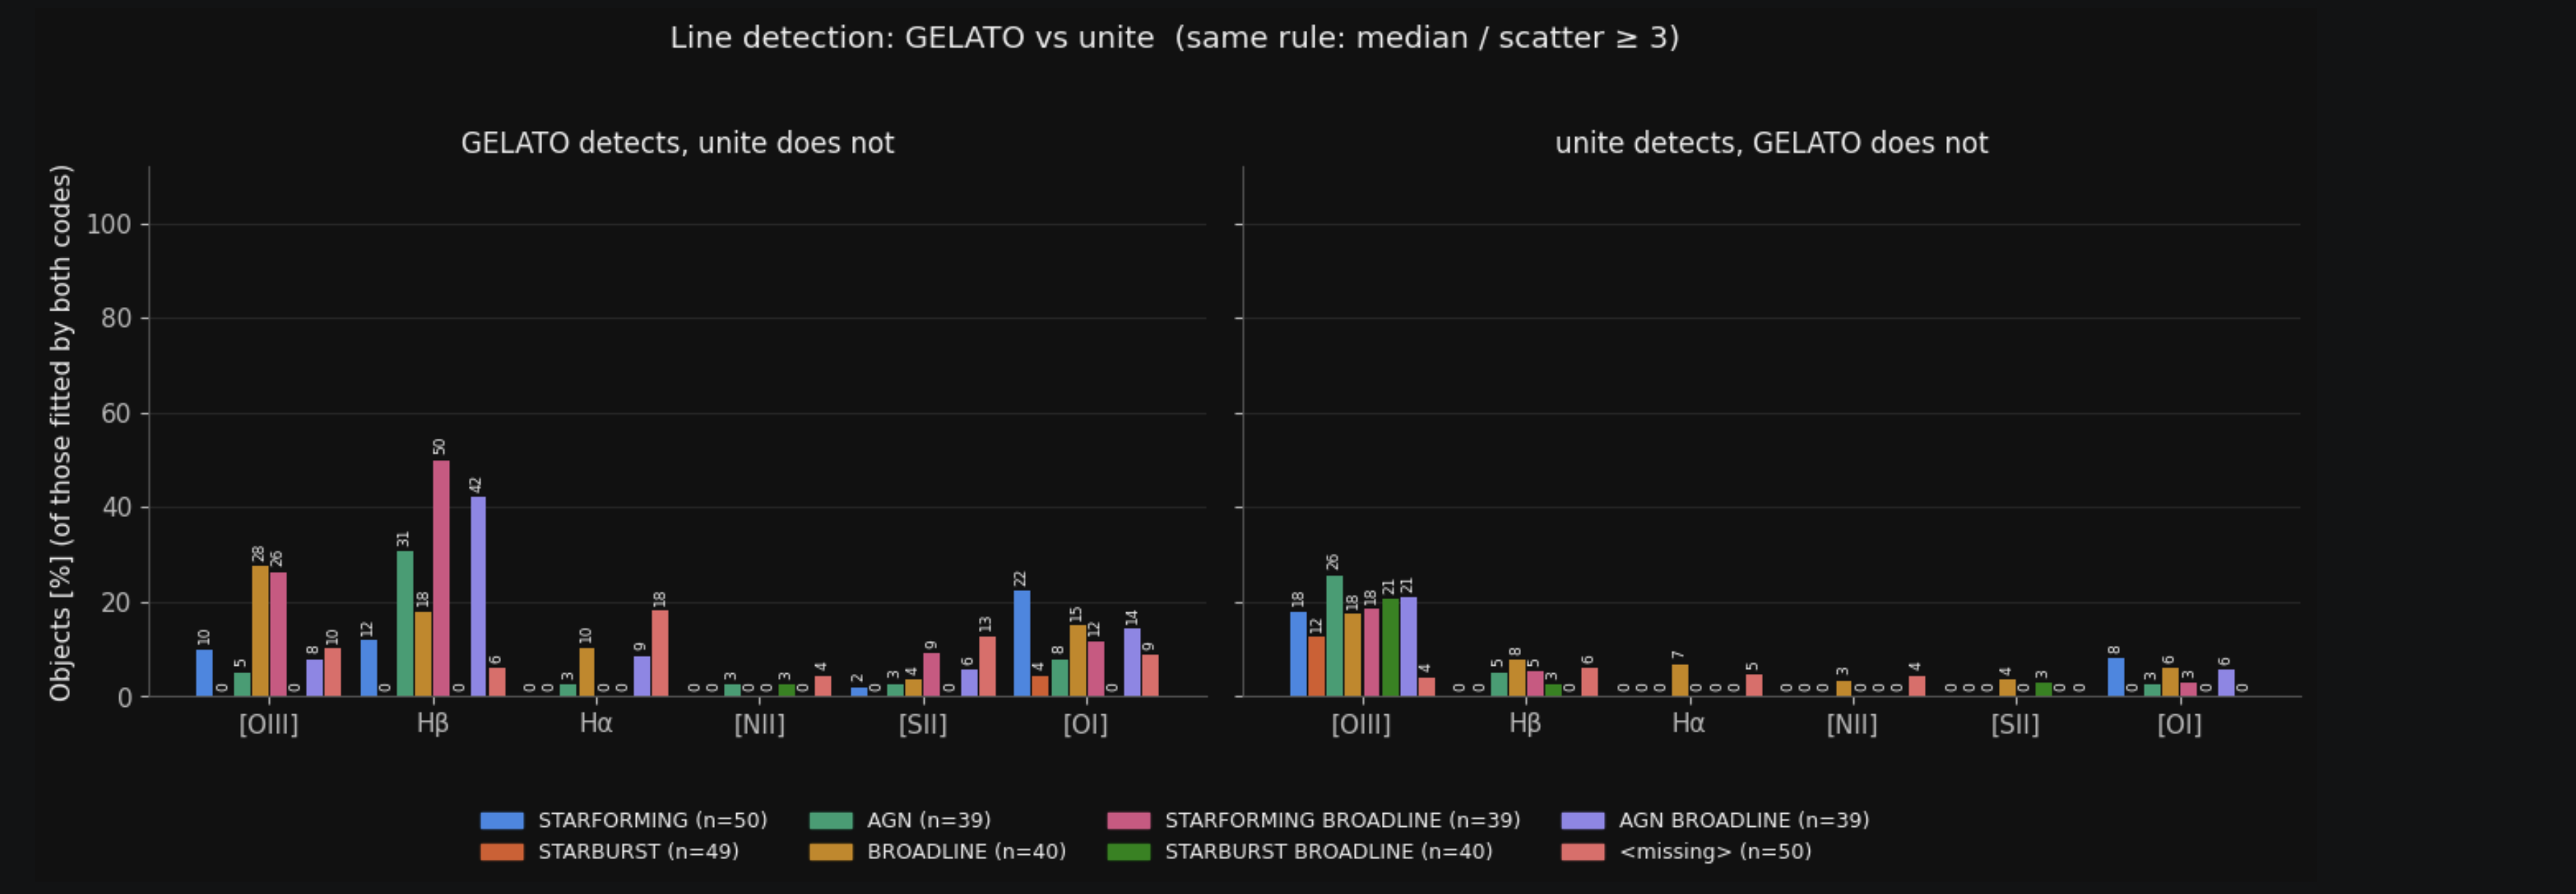 Line detection: GELATO vs unite (same rule: median / scatter ≥ 3)
GELATO detects, unite does not
unite detects, GELATO does not
Objects [%] (of those fitted by both codes)
100
80
60
40
20
0
10 0 5 28 26 0 8 10
12 0 31 18 50 0 42 6
0 0 3 10 0 0 9 18
0 0 3 0 0 3 0 4
2 0 3 4 9 0 6 13
22 4 8 15 12 0 14 9
[OIII] Hβ Hα [NII] [SII] [OI]
18 12 26 18 18 21 21 4
0 0 5 8 5 3 0 6
0 0 0 7 0 0 0 5
0 0 0 3 0 0 0 4
0 0 0 4 0 3 0 0
8 0 3 6 3 0 6 0
[OIII] Hβ Hα [NII] [SII] [OI]
STARFORMING (n=50) AGN (n=39) STARFORMING BROADLINE (n=39) AGN BROADLINE (n=39)
STARBURST (n=49) BROADLINE (n=40) STARBURST BROADLINE (n=40) <missing> (n=50)